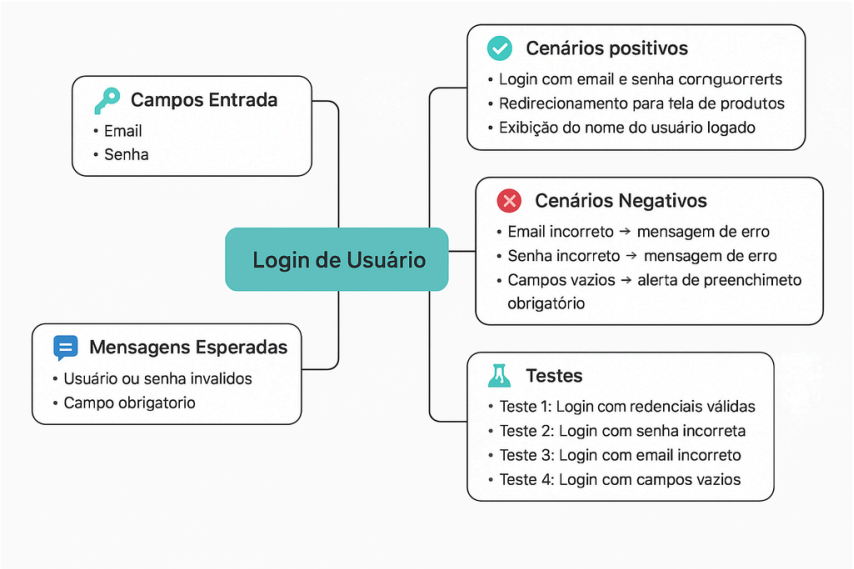 Campos Entrada
• Email
• Senha
Login de Usuário
Mensagens Esperadas
• Usuário ou senha invalidos
• Campo obrigatorio
Cenários positivos
• Login com email e senha
• Redirecionamento para tela de produtos
• Exibição do nome do usuário logado
Cenários Negativos
• Email incorreto → mensagem de erro
• Senha incorreto → mensagem de erro
• Campos vazios → alerta de preenchimeto
obrigatório
Testes
• Teste 1: Login com redenciais válidas
• Teste 2: Login com senha incorreta
• Teste 3: Login com email incorreto
• Teste 4: Login com campos vazios